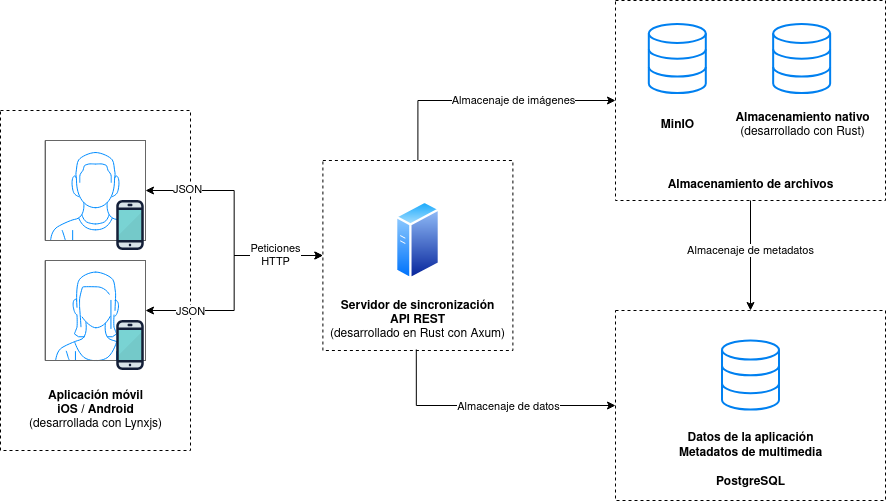 JSON
JSON
Aplicación móvil
iOS / Android
(desarrollada con Lynxjs)
Peticiones
HTTP
Servidor de sincronización
API REST
(desarrollado en Rust con Axum)
Almacenaje de imágenes
Almacenaje de datos
MinIO
Almacenamiento nativo
(desarrollado con Rust)
Almacenamiento de archivos
Almacenaje de metadatos
Datos de la aplicación
Metadatos de multimedia
PostgreSQL